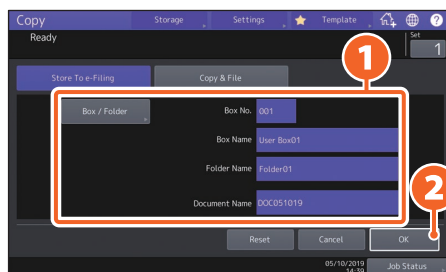 Copy Storage Settings Template ?
Ready Set 1
1
Store To e-Filing Copy & File
Box / Folder Box No. 001
Box Name User Box01
Folder Name Folder01
Document Name DOC051019
2
Reset Cancel OK
05/10/2019
14:39 Job Status